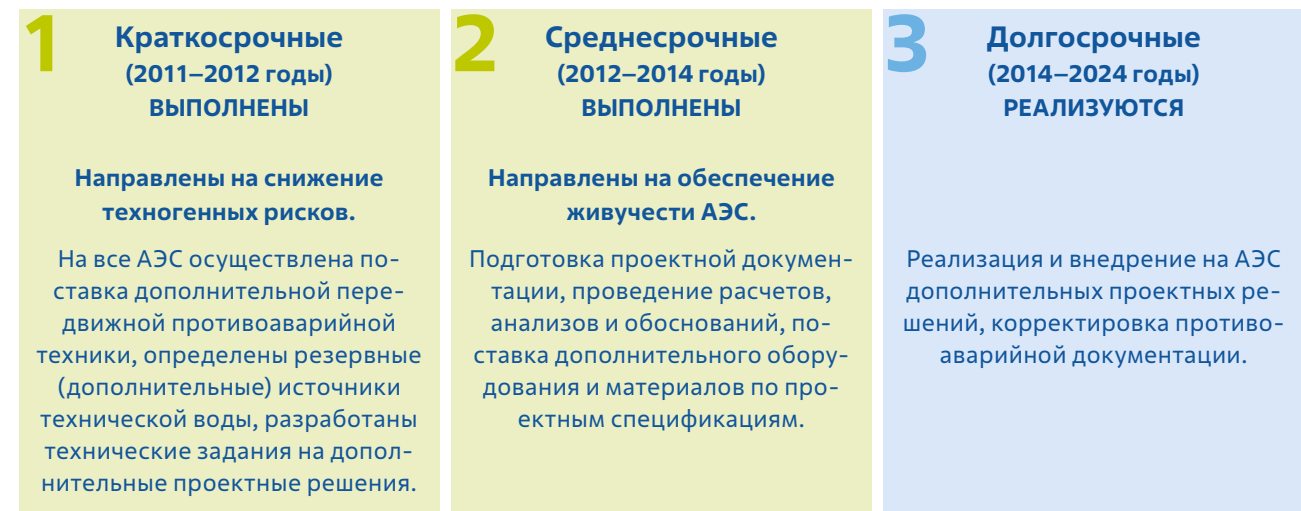 1
Краткосрочные
(2011–2012 годы)
ВЫПОЛНЕНЫ
Направлены на снижение
техногенных рисков.
На все АЭС осуществлена по-
ставка дополнительной пере-
движной противоаварийной
техники, определены резервные
(дополнительные) источники
технической воды, разработаны
технические задания на допол-
нительные проектные решения.
2
Среднесрочные
(2012–2014 годы)
ВЫПОЛНЕНЫ
Направлены на обеспечение
живучести АЭС.
Подготовка проектной докумен-
тации, проведение расчетов,
анализов и обоснований, по-
ставка дополнительного обору-
дования и материалов по про-
ектным спецификациям.
3
Долгосрочные
(2014–2024 годы)
РЕАЛИЗУЮТСЯ
Реализация и внедрение на АЭС
дополнительных проектных ре-
шений, корректировка противо-
аварийной документации.